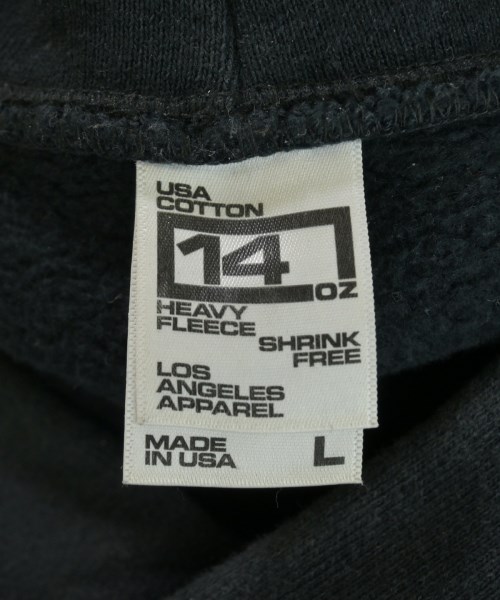 USA
COTTON
14
OZ
HEAVY
FLEECE
SHRINK
FREE
LOS
ANGELES
APPAREL
MADE
IN USA
L